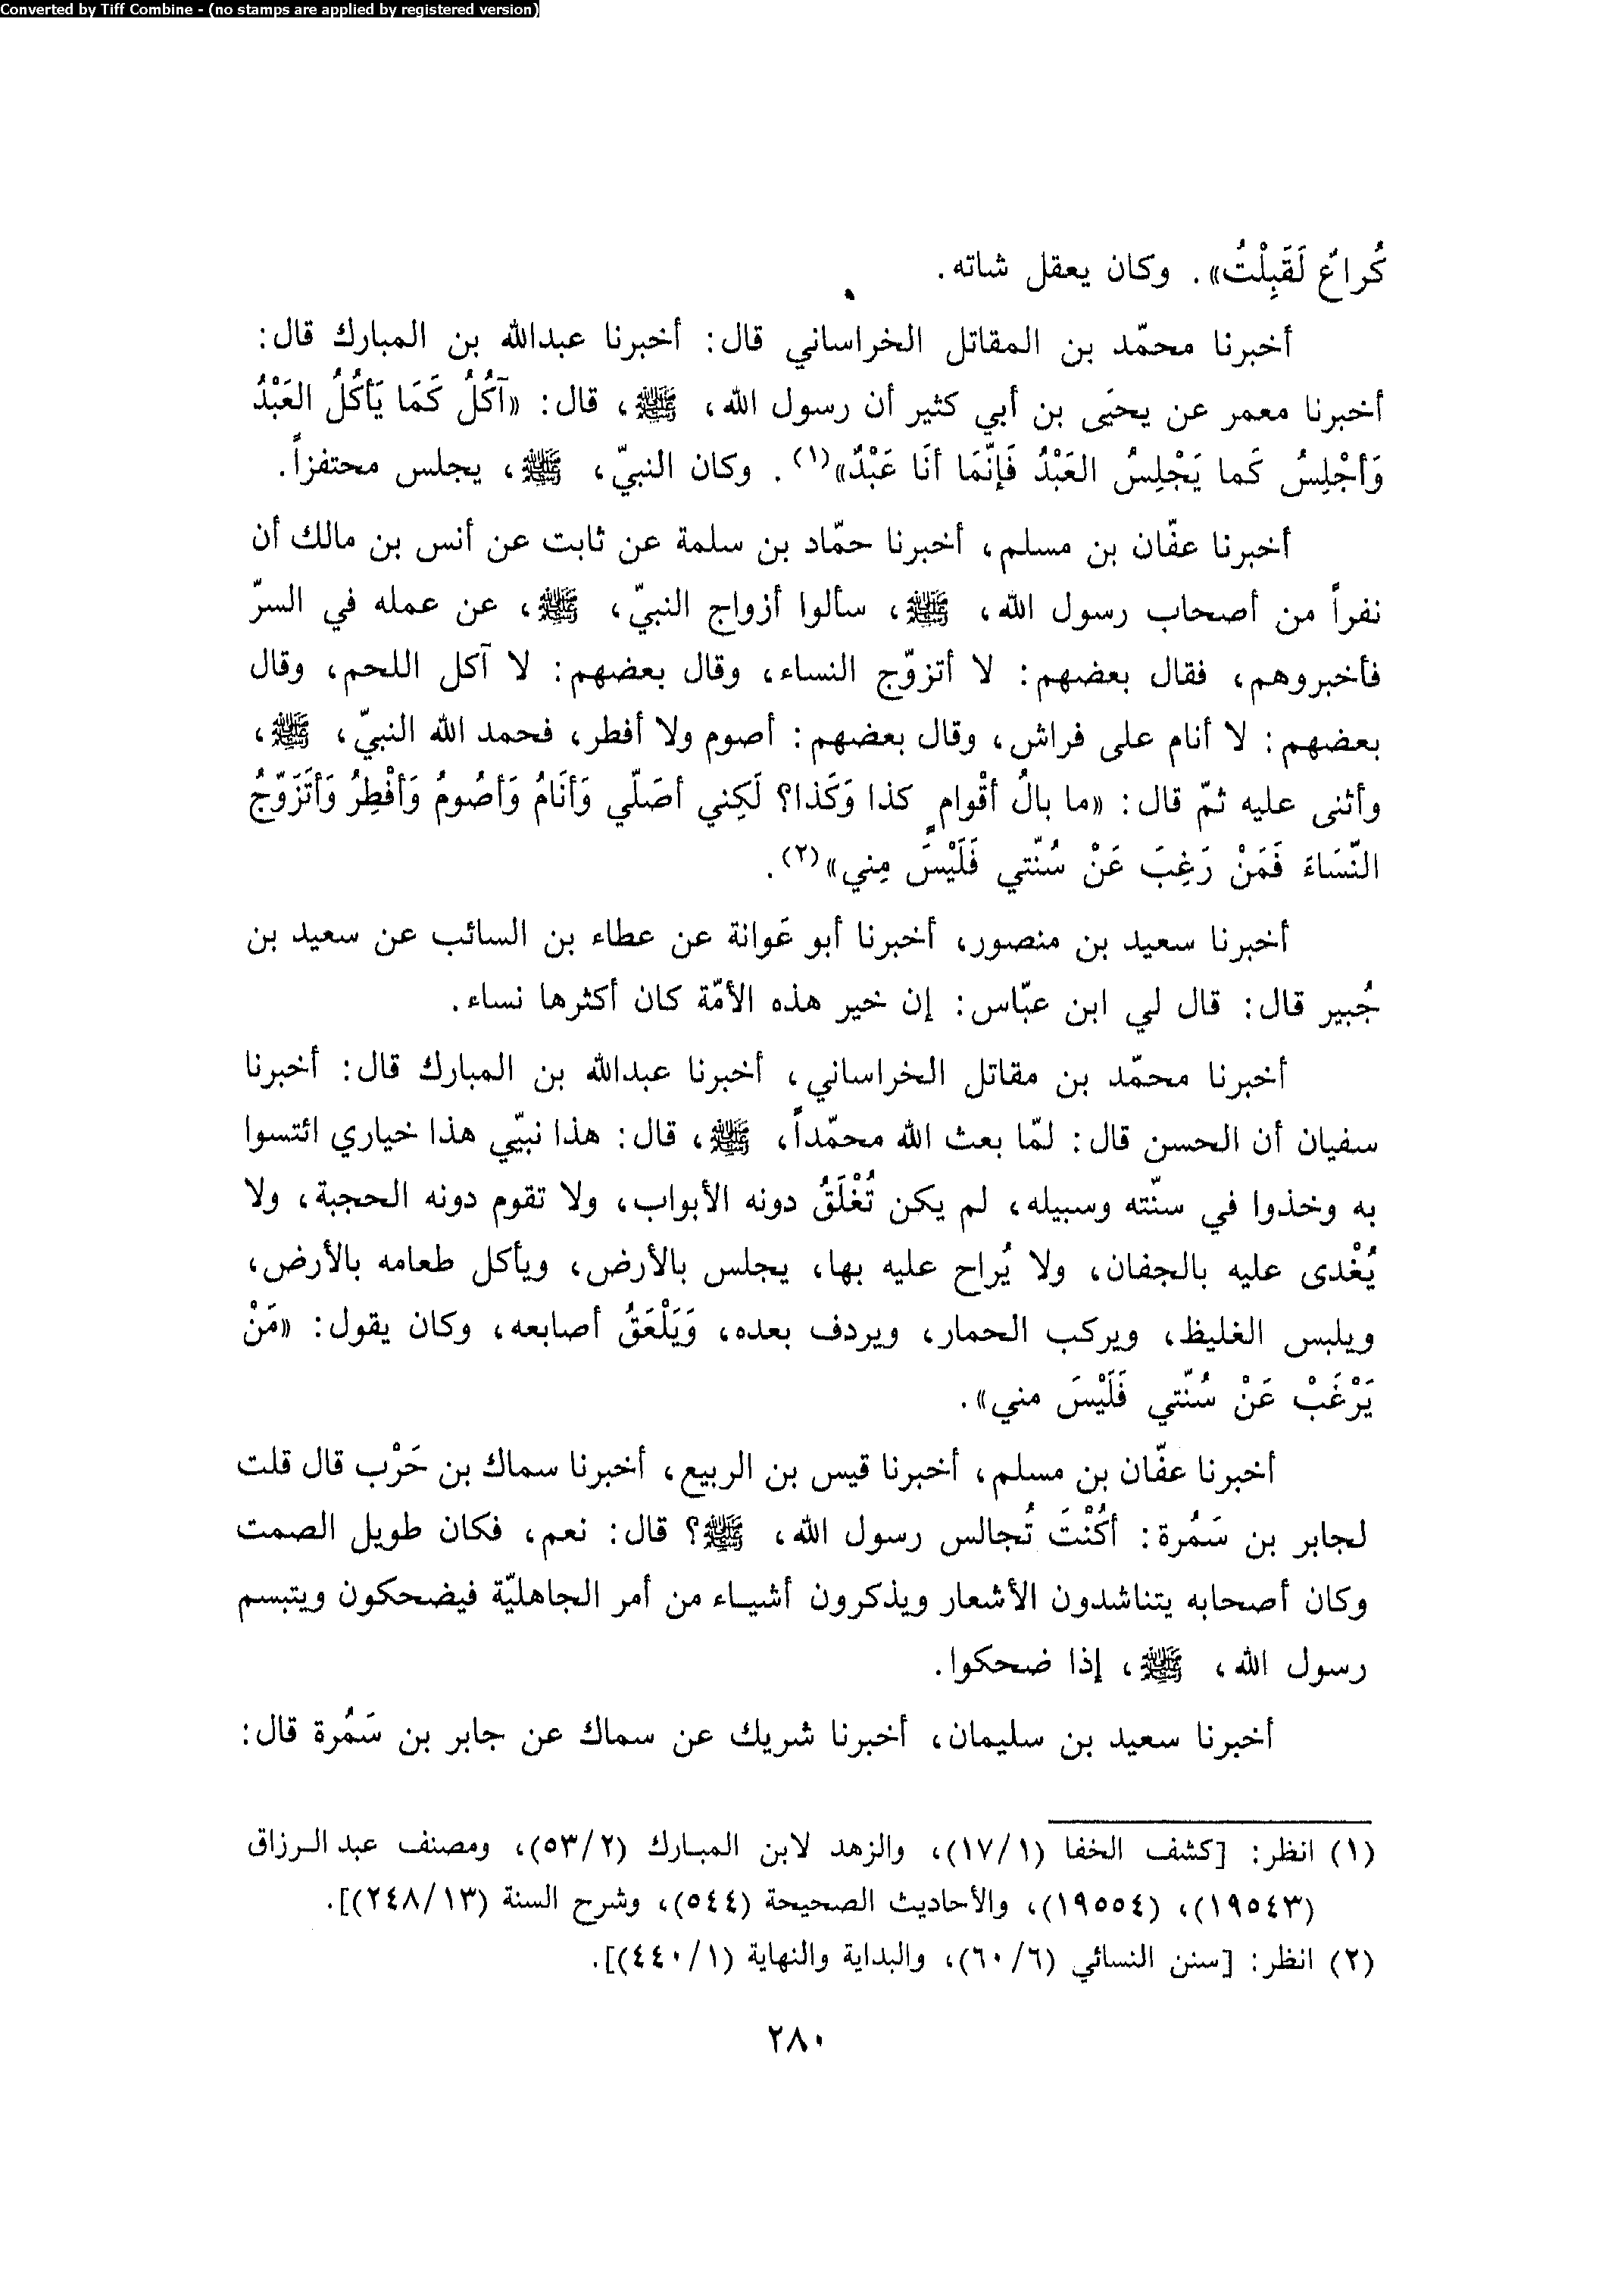 Converted by Tiff Combine - (no stamps are applied by registered version)
كُراعٌ لَقَبِلْتُ». وكان يعقل شاته.
أخبرنا محمّد بن المقاتل الخراساني قال: أخبرنا عبدالله بن المبارك قال:
أخبرنا معمر عن يحيَى بن أبي كثير أن رسول الله، ﷺ، قال: «آكُلُ كَمَا يَأكُلُ العَبْدُ
وَأجْلِسُ كَما يَجْلِسُ العَبْدُ فَإنّمَا أنَا عَبْدٌ»(١). وكان النبيّ، ﷺ، يجلس محتفزاً.
أخبرنا عفّان بن مسلم، أخبرنا حمّاد بن سلمة عن ثابت عن أنس بن مالك أن
نفراً من أصحاب رسول الله، ﷺ، سألوا أزواج النبيّ، ﷺ، عن عمله في السرّ
فأخبروهم، فقال بعضهم: لا أتزوّج النساء، وقال بعضهم: لا آكل اللحم، وقال
بعضهم: لا أنام على فراش، وقال بعضهم: أصوم ولا أفطر، فحمد الله النبيّ، ﷺ،
وأثنى عليه ثمّ قال: «ما بالُ أقْوامٍ كذا وَكَذا؟ لَكِني أصَلّي وَأنَامُ وَأصُومُ وَأفْطِرُ وَأتَزَوّجُ
النّسَاءَ فَمَنْ رَغِبَ عَنْ سُنّتي فَلَيْسَ مِني»(٢).
أخبرنا سعيد بن منصور، أخبرنا أبو عَوانة عن عطاء بن السائب عن سعيد بن
جُبير قال: قال لي ابن عبّاس: إن خير هذه الأمّة كان أكثرها نساء.
أخبرنا محمّد بن مقاتل الخراساني، أخبرنا عبدالله بن المبارك قال: أخبرنا
سفيان أن الحسن قال: لمّا بعث الله محمّداً، ﷺ، قال: هذا نبيّي هذا خياري ائتسوا
به وخذوا في سنّته وسبيله، لم يكن تُغْلَقُ دونه الأبواب، ولا تقوم دونه الحجبة، ولا
يُغْدى عليه بالجفان، ولا يُراح عليه بها، يجلس بالأرض، ويأكل طعامه بالأرض،
ويلبس الغليظ، ويركب الحمار، ويردف بعده، وَيَلْعَقُ أصابعه، وكان يقول: «مَنْ
يَرْغَبْ عَنْ سُنّتي فَلَيْسَ مني».
أخبرنا عفّان بن مسلم، أخبرنا قيس بن الربيع، أخبرنا سماك بن حَرْب قال قلت
لجابر بن سَمُرة: أكُنْتَ تُجالس رسول الله، ﷺ؟ قال: نعم، فكان طويل الصمت
وكان أصحابه يتناشدون الأشعار ويذكرون أشياء من أمر الجاهليّة فيضحكون ويتبسم
رسول الله، ﷺ، إذا ضحكوا.
أخبرنا سعيد بن سليمان، أخبرنا شريك عن سماك عن جابر بن سَمُرة قال:
(١) انظر: [كشف الخفا (١٧/١)، والزهد لابن المبارك (٥٣/٢)، ومصنف عبد الرزاق
(١٩٥٤٣)، (١٩٥٥٤)، والأحاديث الصحيحة (٥٤٤)، وشرح السنة (٢٤٨/١٣)].
(٢) انظر: [سنن النسائي (٦٠/٦)، والبداية والنهاية (٤٤٠/١)].
٢٨٠